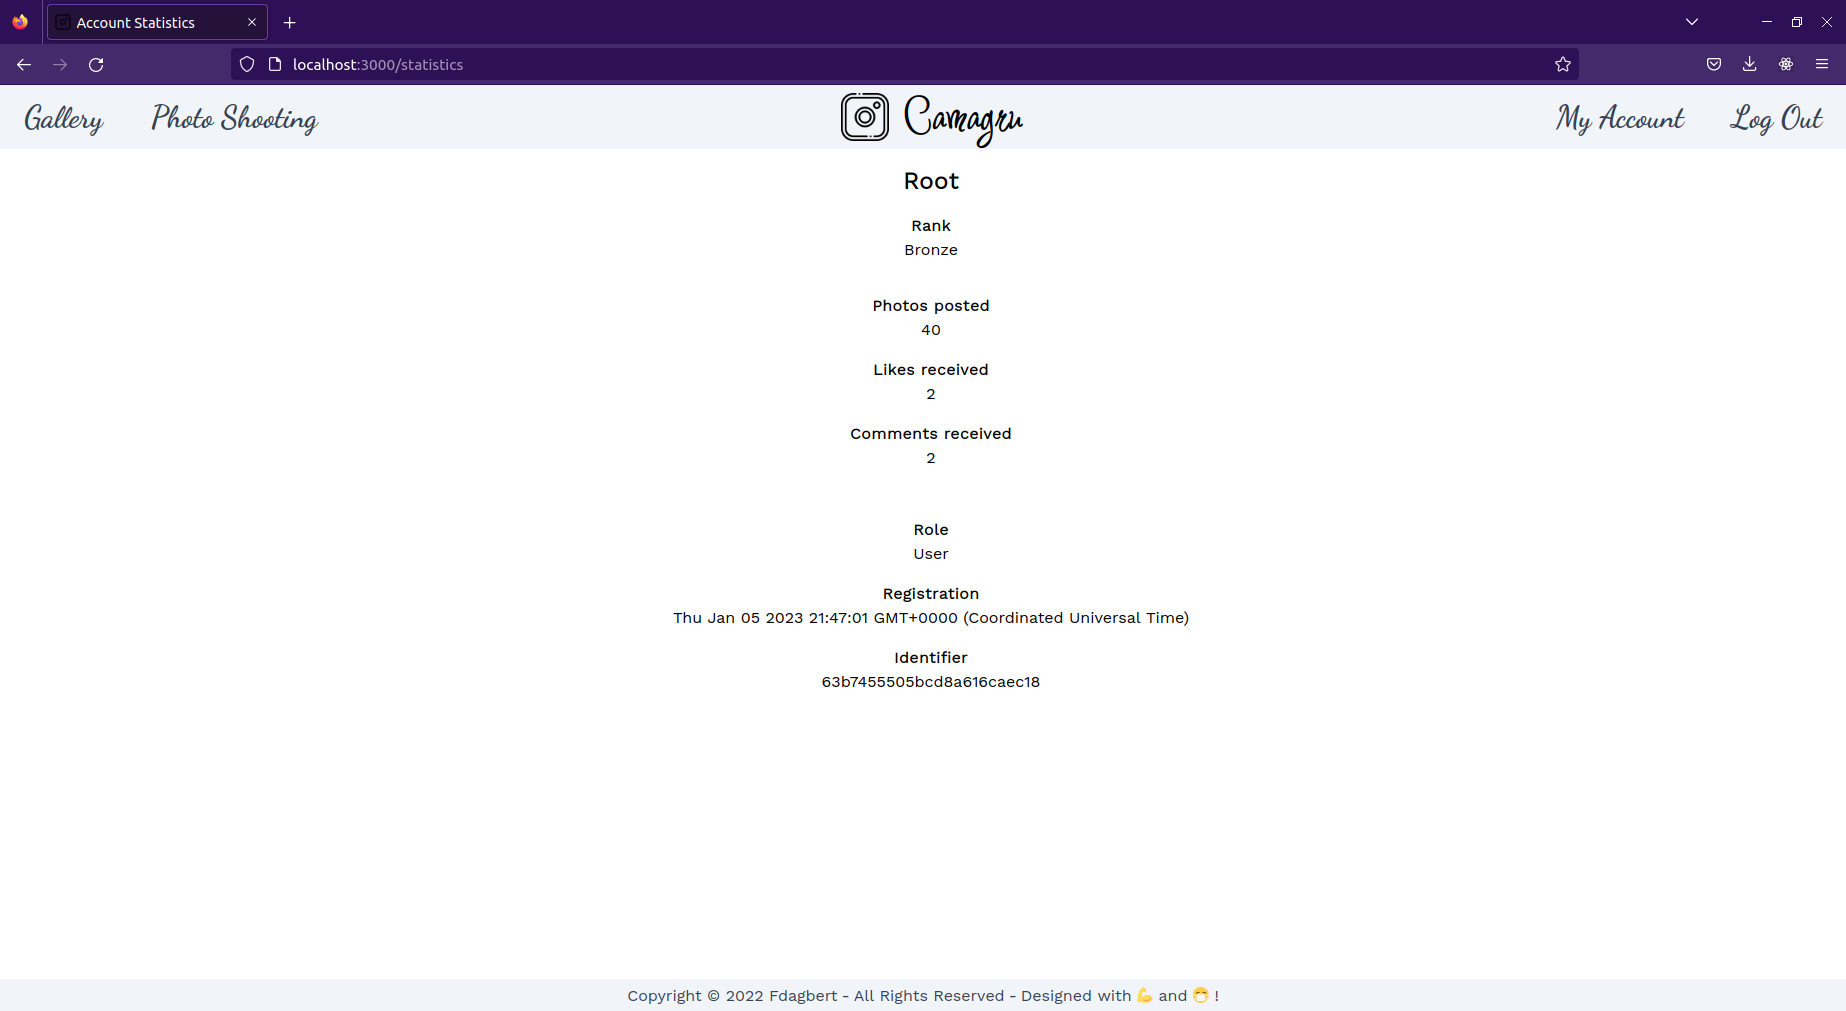 Account Statistics
localhost:3000/statistics
Gallery Photo Shooting Camagru My Account Log Out
Root
Rank
Bronze
Photos posted
40
Likes received
2
Comments received
2
Role
User
Registration
Thu Jan 05 2023 21:47:01 GMT+0000 (Coordinated Universal Time)
Identifier
63b7455505bcd8a616caec18
Copyright © 2022 Fdagbert - All Rights Reserved - Designed with 💪 and 😷 !